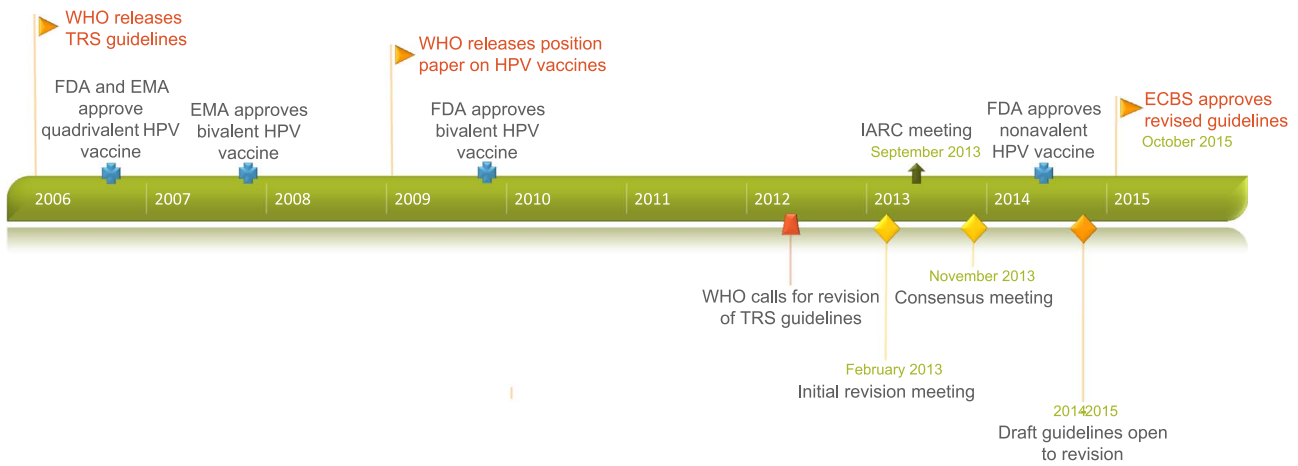 WHO releases
TRS guidelines
FDA and EMA
approve
quadrivalent HPV
vaccine
EMA approves
bivalent HPV
vaccine
WHO releases position
paper on HPV vaccines
FDA approves
bivalent HPV
vaccine
IARC meeting
September 2013
FDA approves
nonavalent
HPV vaccine
ECBS approves
revised guidelines
October 2015
2006
2007
2008
2009
2010
2011
2012
2013
2014
2015
WHO calls for revision
of TRS guidelines
November 2013
Consensus meeting
February 2013
Initial revision meeting
2014-2015
Draft guidelines open
to revision